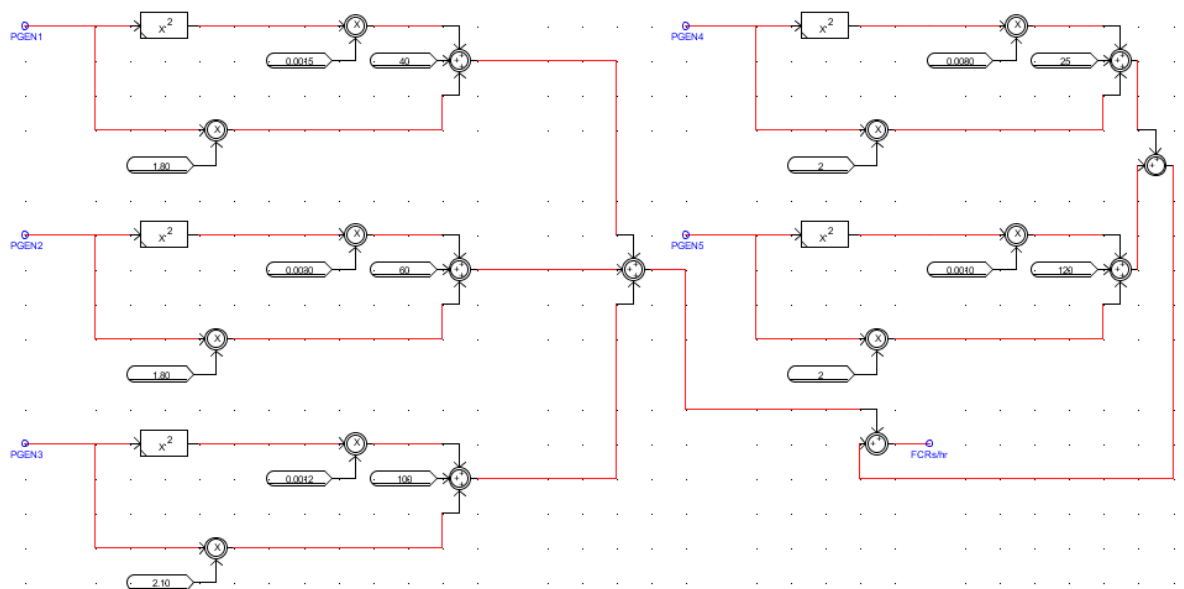 PGEN1
x²
X
0.0015
40
+
+
+
X
1.80
PGEN2
x²
X
0.0030
60
+
+
+
X
1.80
+
+
+
PGEN3
x²
X
0.0012
100
+
+
+
X
2.10
PGEN4
x²
X
0.0080
25
+
+
+
X
2
+
+
PGEN5
x²
X
0.0010
120
+
+
+
X
2
+
+
FCRs/hr